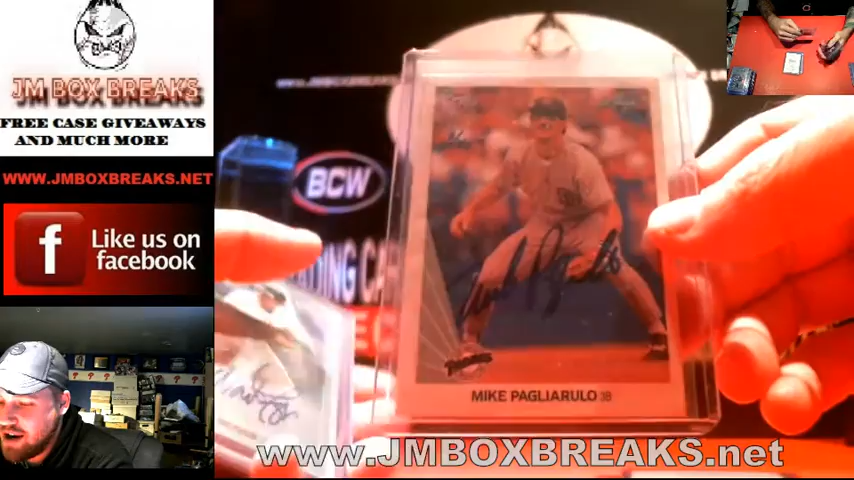 JM BOX BREAKS
FREE CASE GIVEAWAYS
AND MUCH MORE
WWW.JMBOXBREAKS.NET
f Like us on
facebook
BCW
MIKE PAGLIARULO 3B
www.JMBOXBREAKS.net